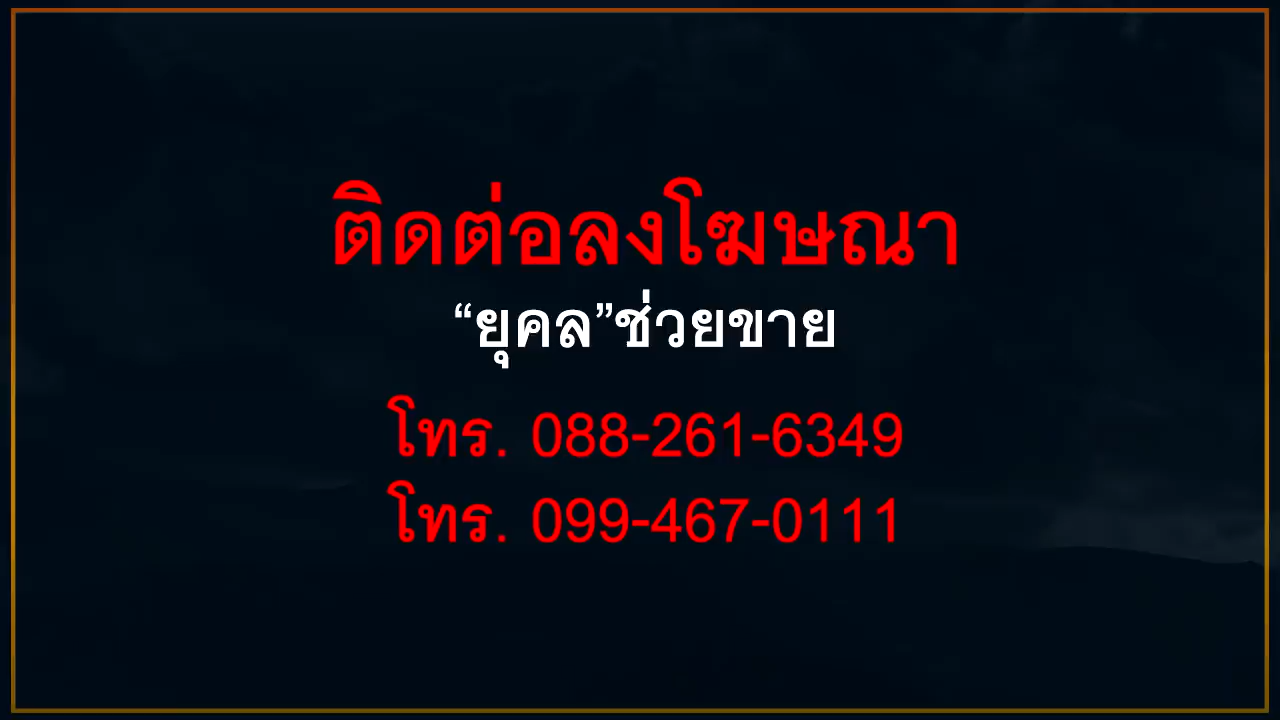 ติดต่อลงโฆษณา
“ยุคล”ช่วยขาย
โทร. 088-261-6349
โทร. 099-467-0111